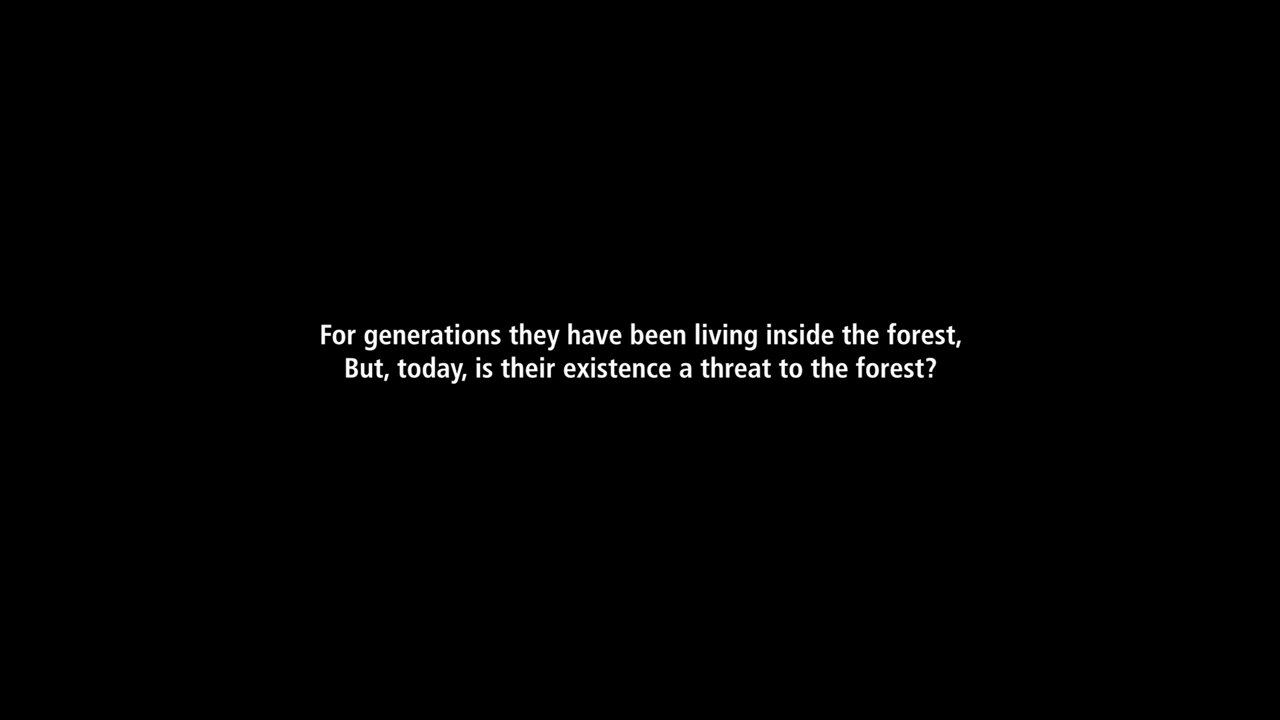 For generations they have been living inside the forest,
But, today, is their existence a threat to the forest?